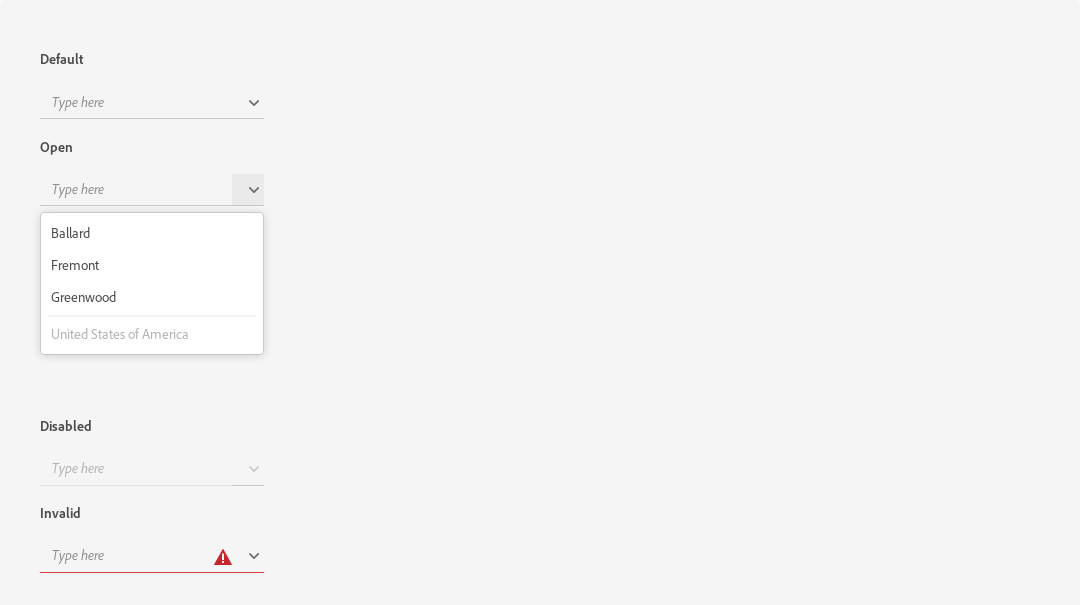 Default
Type here
Open
Type here
Ballard
Fremont
Greenwood
United States of America
Disabled
Type here
Invalid
Type here